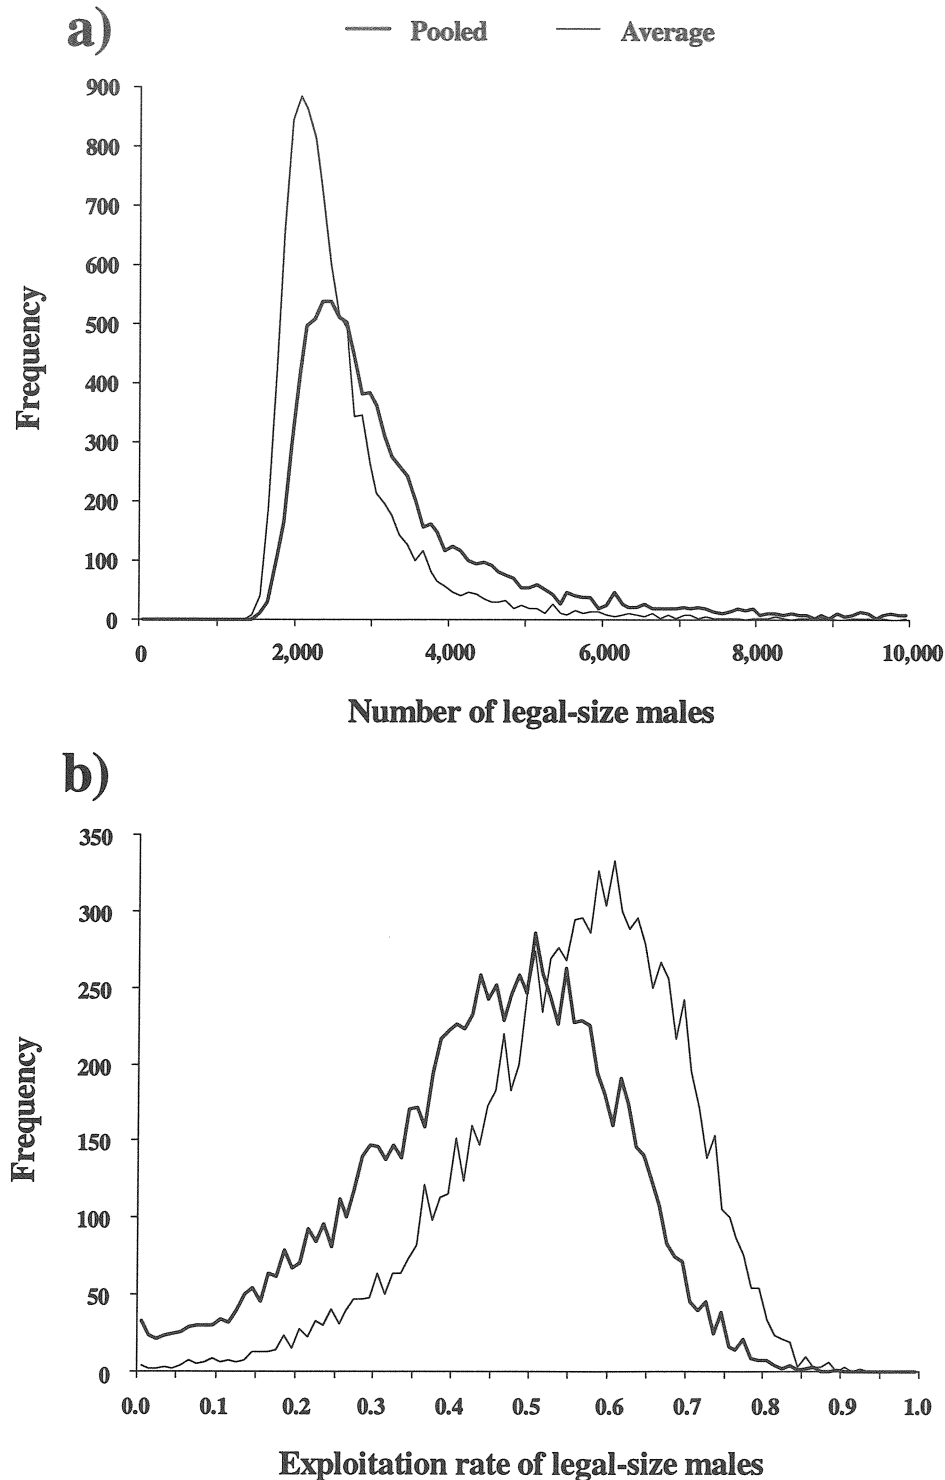 a)
Pooled Average
900
800
700
600
500
400
300
200
100
0
Frequency
0 2,000 4,000 6,000 8,000 10,000
Number of legal-size males
b)
350
300
250
200
150
100
50
0
Frequency
0.0 0.1 0.2 0.3 0.4 0.5 0.6 0.7 0.8 0.9 1.0
Exploitation rate of legal-size males